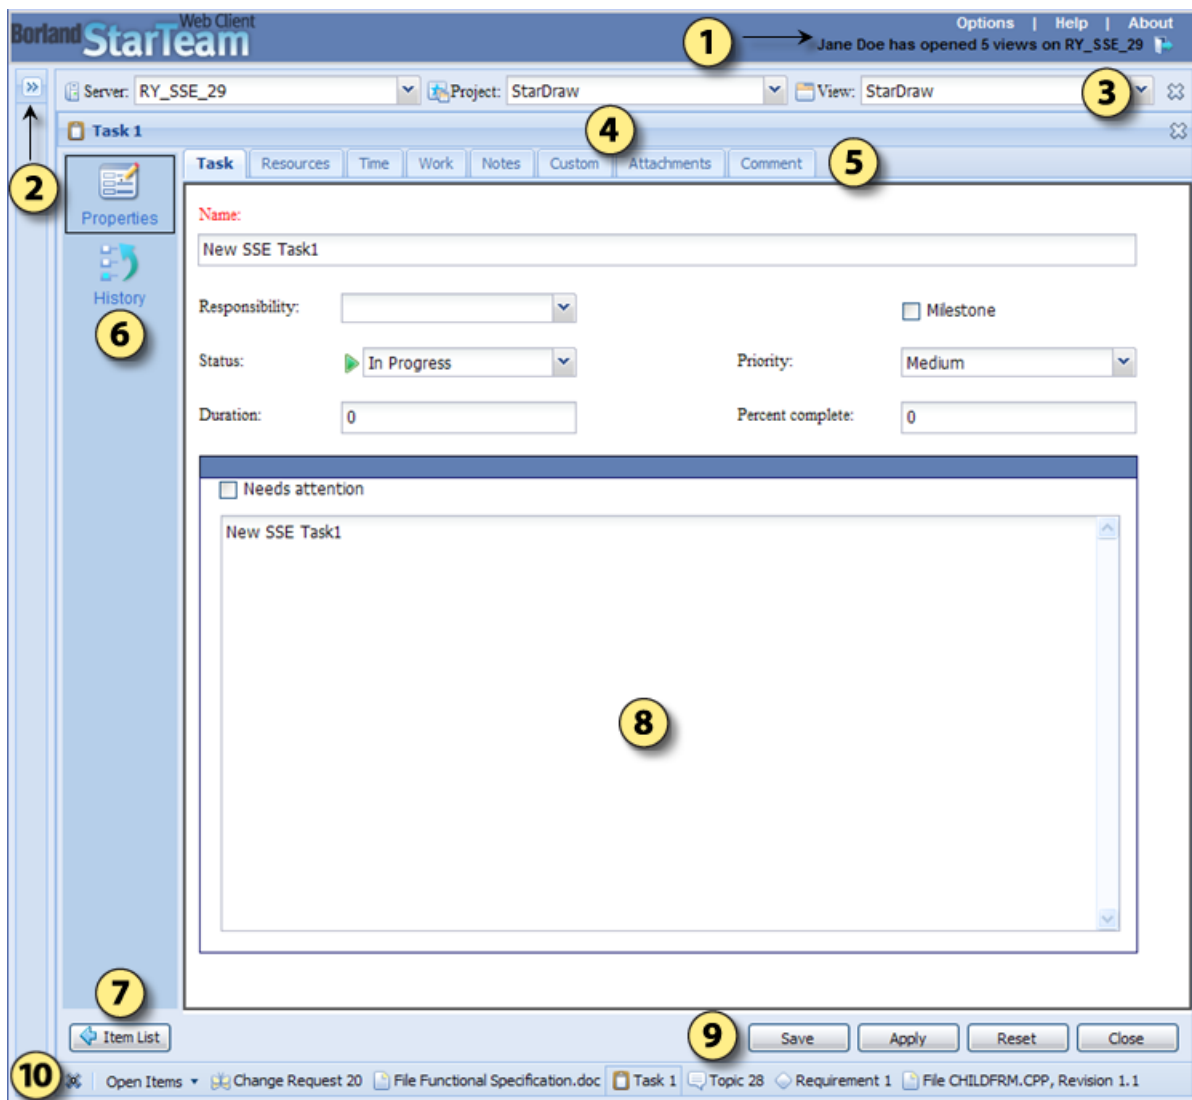 Borland StarTeam Web Client
Options | Help | About
1
Jane Doe has opened 5 views on RY_SSE_29
Server: RY_SSE_29 Project: StarDraw View: StarDraw
3
Task 1
4
2
Task Resources Time Work Notes Custom Attachments Comment
5
Properties
History
6
Name:
New SSE Task1
Responsibility:
Milestone
Status: In Progress
Priority: Medium
Duration: 0
Percent complete: 0
Needs attention
New SSE Task1
8
7
Item List
9
Save Apply Reset Close
10
Open Items Change Request 20 File Functional Specification.doc Task 1 Topic 28 Requirement 1 File CHILDFRM.CPP, Revision 1.1